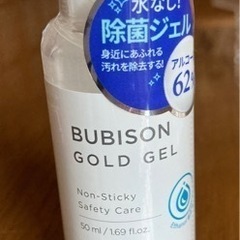 水なし!
除菌ジェル
身近にあふれる
汚れを除去する!
アルコー
62%
BUBISON
GOLD GEL
Non-Sticky
Safety Care
50 ml / 1.69 fl.oz.